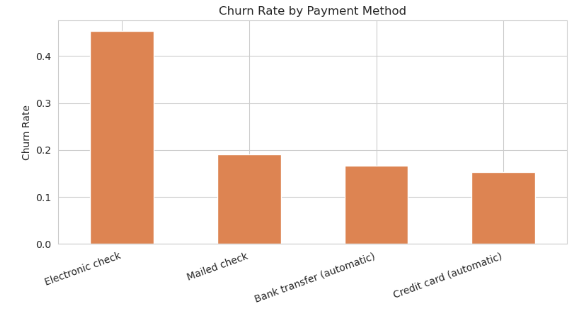 Churn Rate by Payment Method
Churn Rate
0.4
0.3
0.2
0.1
0.0
Electronic check
Mailed check
Bank transfer (automatic)
Credit card (automatic)